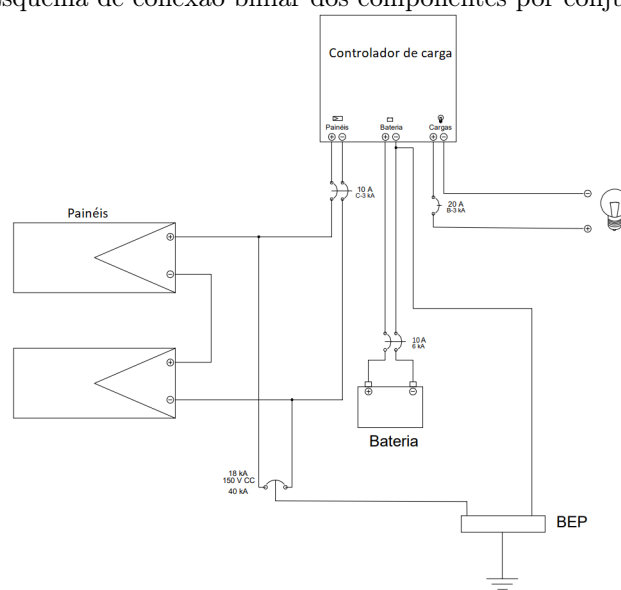 squema de conexão bifilar dos componentes por conju
Controlador de carga
Painéis
Bateria
Cargas
10 A
C-3 kA
20 A
B-3 kA
Painéis
10 A
6 kA
Bateria
18 kA
150 V CC
40 kA
BEP